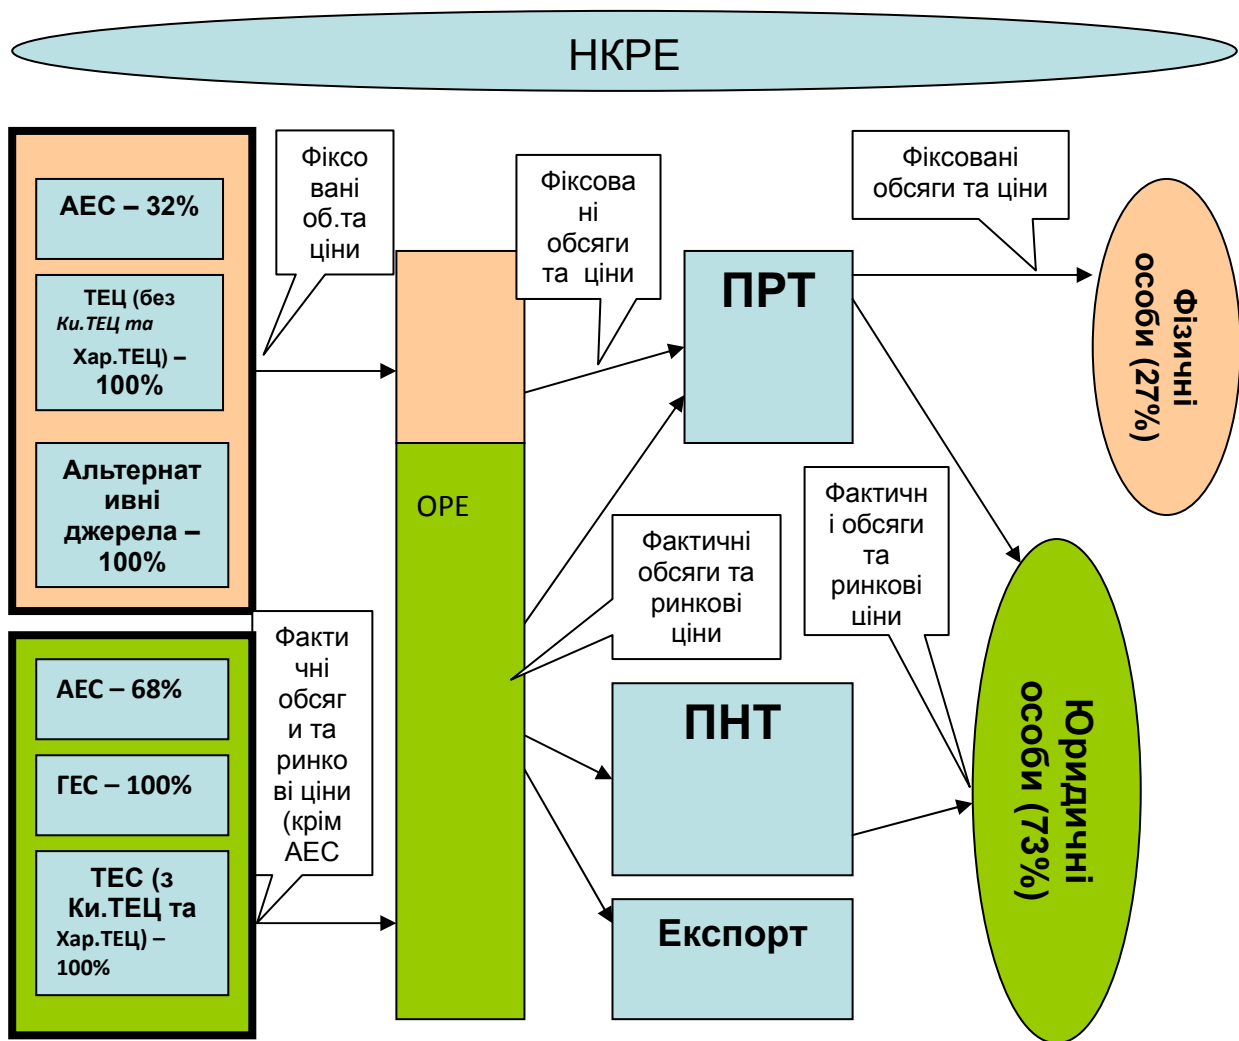 НКРЕ
АЕС – 32%
ТЕЦ (без
Ки.ТЕЦ та
Хар.ТЕЦ) –
100%
Альтернат
ивні
джерела –
100%
Фіксо
вані
об.та
ціни
Фіксова
ні
обсяги
та ціни
ПРТ
Фіксовані
обсяги та ціни
Фізичні
особи (27%)
ОРЕ
Фактичні
обсяги та
ринкові
ціни
Фактичн
і обсяги
та
ринкові
ціни
АЕС – 68%
ГЕС – 100%
ТЕС (з
Ки.ТЕЦ та
Хар.ТЕЦ) –
100%
Факти
чні
обсяг
и та
ринко
ві ціни
(крім
АЕС
ПНТ
Експорт
Юридичні
особи (73%)